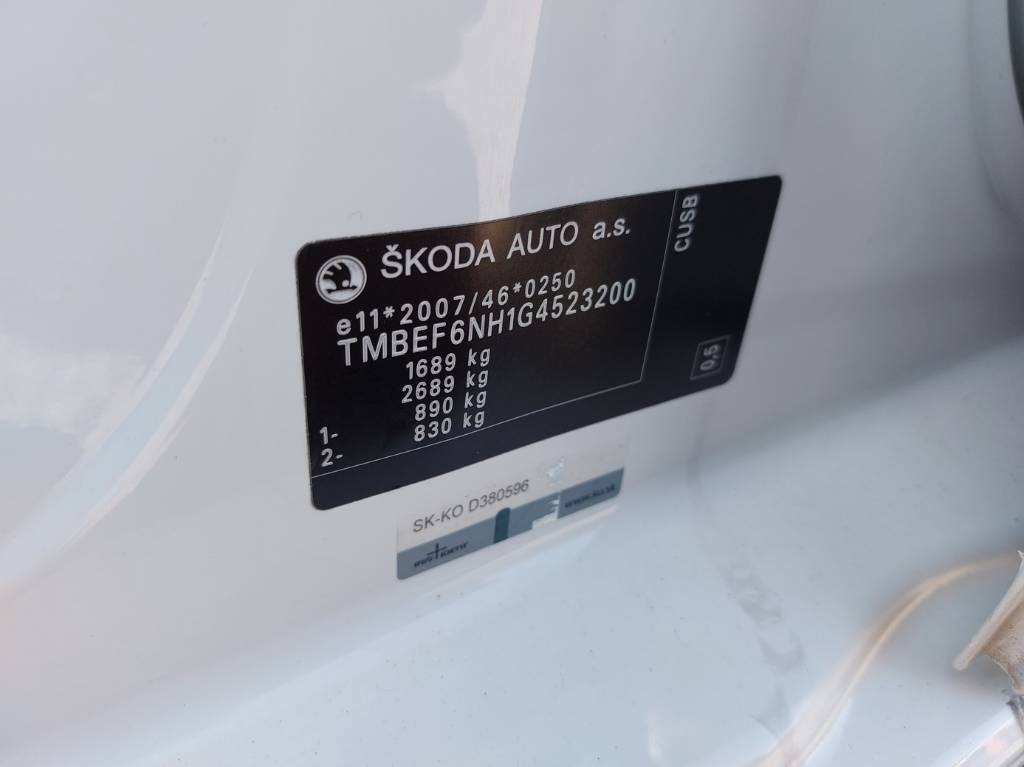 ŠKODA AUTO a.s.
CUSB
e11*2007/46*0250
TMBEF6NH1G4523200
1689 kg
2689 kg
1- 890 kg
2- 830 kg
0,5
SK-KO D380596
www.ko.sk